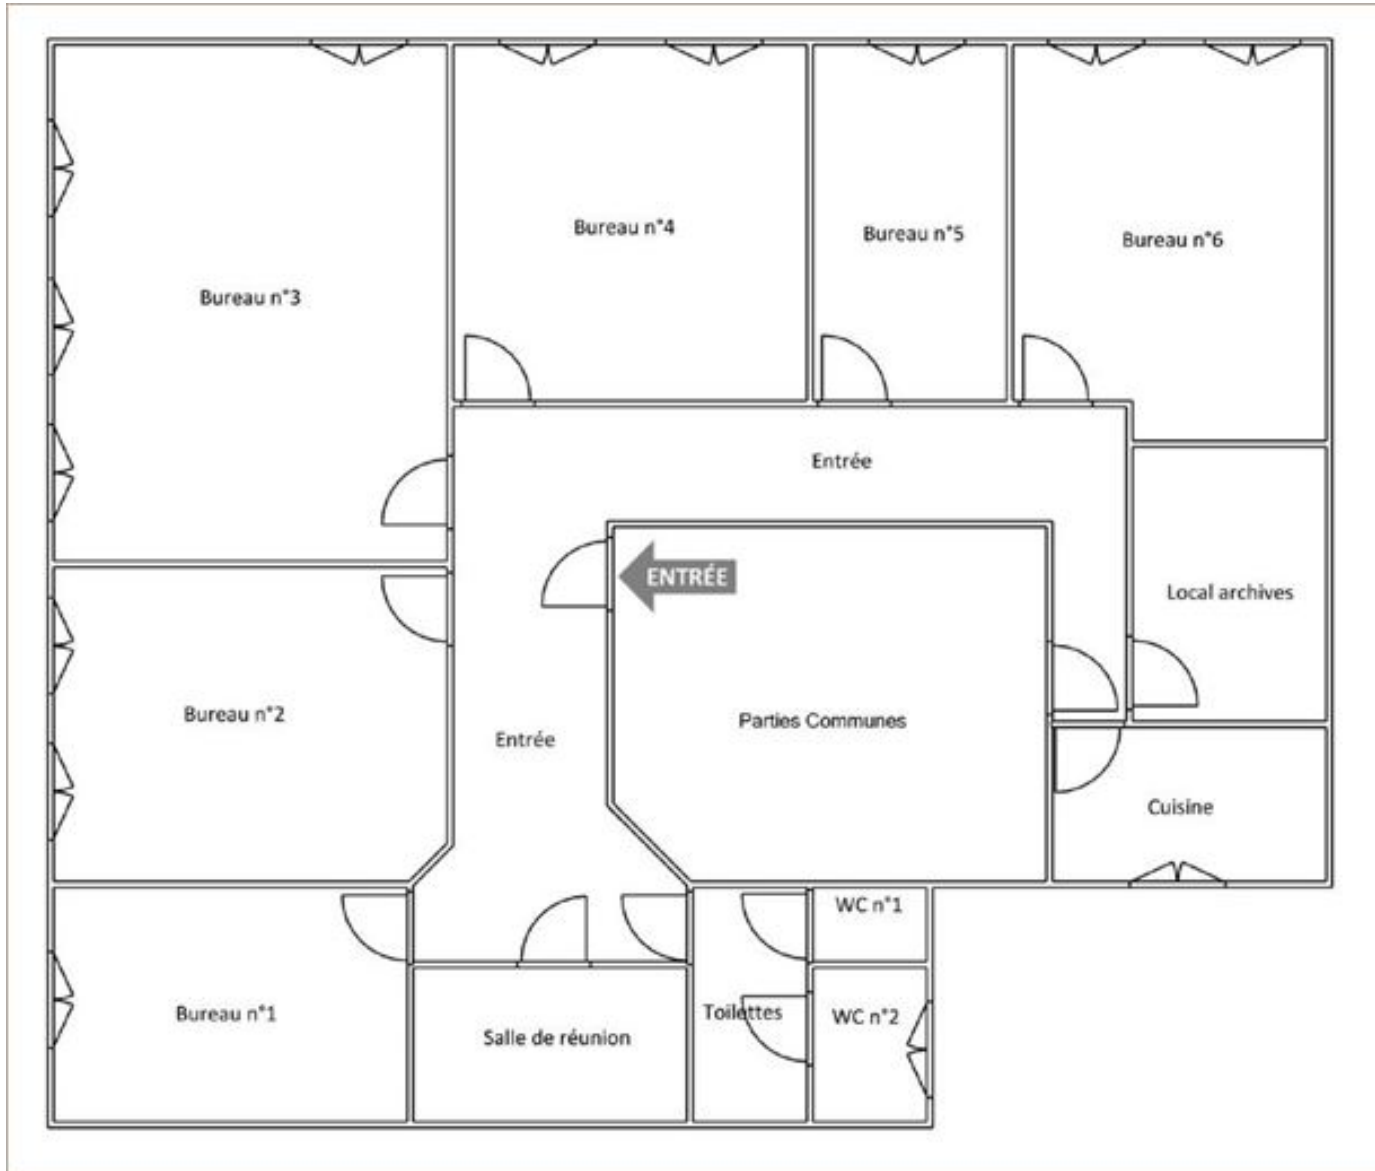 Bureau n°4
Bureau n°5
Bureau n°6
Bureau n°3
Entrée
ENTRÉE
Local archives
Bureau n°2
Parties Communes
Entrée
Cuisine
WC n°1
Bureau n°1
Toilettes
WC n°2
Salle de réunion